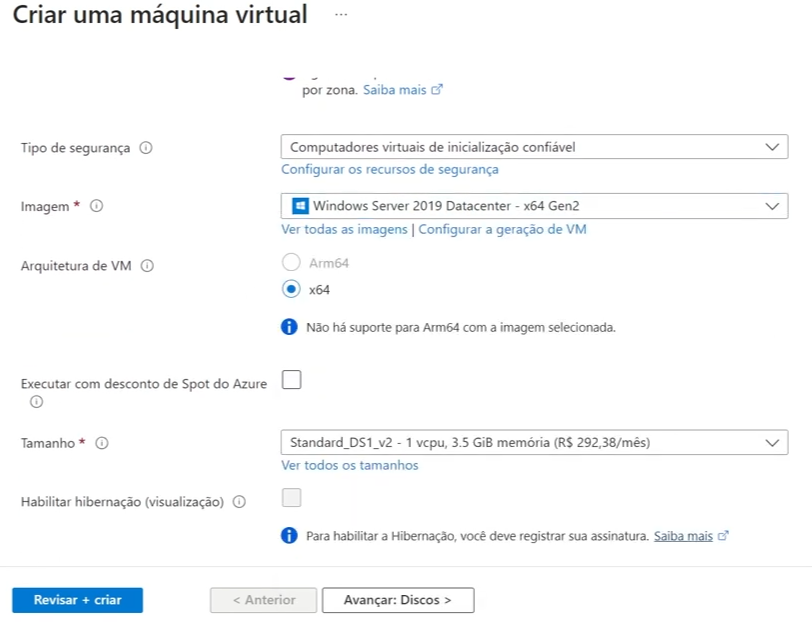 Criar uma máquina virtual ...
por zona. Saiba mais
Tipo de segurança
Computadores virtuais de inicialização confiável
Configurar os recursos de segurança
Imagem *
Windows Server 2019 Datacenter - x64 Gen2
Ver todas as imagens | Configurar a geração de VM
Arquitetura de VM
Arm64
x64
Não há suporte para Arm64 com a imagem selecionada.
Executar com desconto de Spot do Azure
Tamanho *
Standard_DS1_v2 - 1 vcpu, 3.5 GiB memória (R$ 292,38/mês)
Ver todos os tamanhos
Habilitar hibernação (visualização)
Para habilitar a Hibernação, você deve registrar sua assinatura. Saiba mais
Revisar + criar
< Anterior
Avançar: Discos >